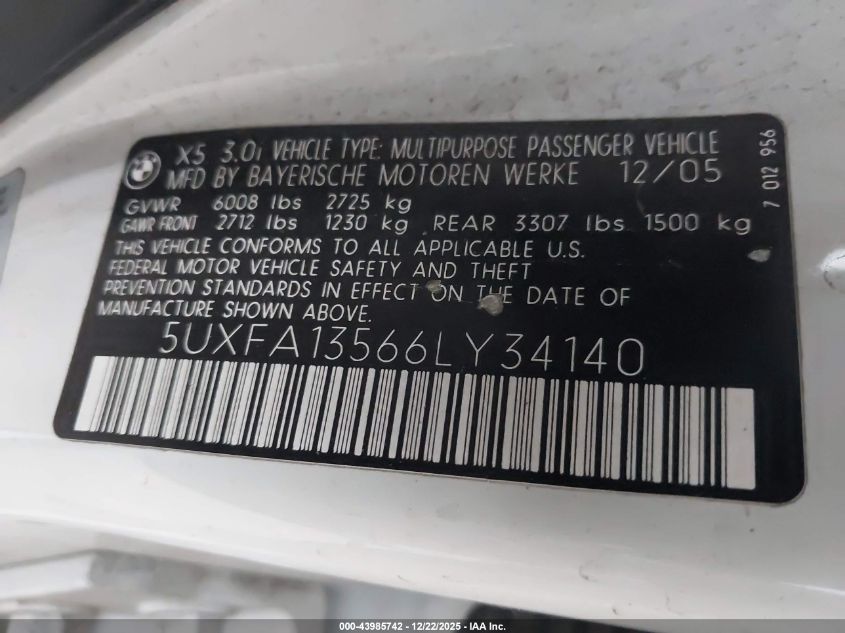 X5 3.0i VEHICLE TYPE: MULTIPURPOSE PASSENGER VEHICLE
MFD BY BAYERISCHE MOTOREN WERKE 12/05
GVWR 6008 lbs 2725 kg
GAWR FRONT 2712 lbs 1230 kg REAR 3307 lbs 1500 kg
THIS VEHICLE CONFORMS TO ALL APPLICABLE U.S.
FEDERAL MOTOR VEHICLE SAFETY AND THEFT
PREVENTION STANDARDS IN EFFECT ON THE DATE OF
MANUFACTURE SHOWN ABOVE.
5UXFA13566LY34140
7 012 956
000-43985742 - 12/22/2025 - IAA Inc.